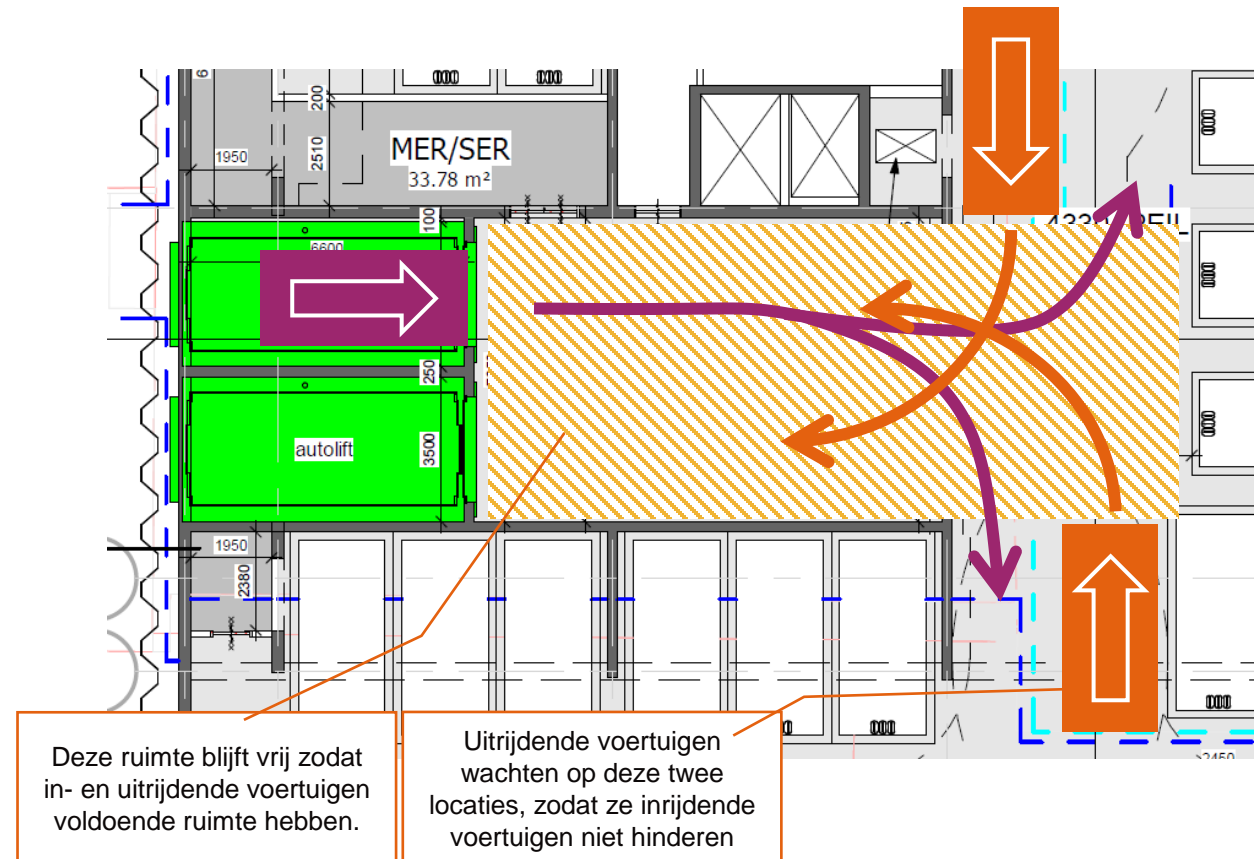 6
200
1950
2510
MER/SER
33.78 m²
100
6600
250
autolift
3500
1950
2380
>2450
Deze ruimte blijft vrij zodat
in- en uitrijdende voertuigen
voldoende ruimte hebben.
Uitrijdende voertuigen
wachten op deze twee
locaties, zodat ze inrijdende
voertuigen niet hinderen